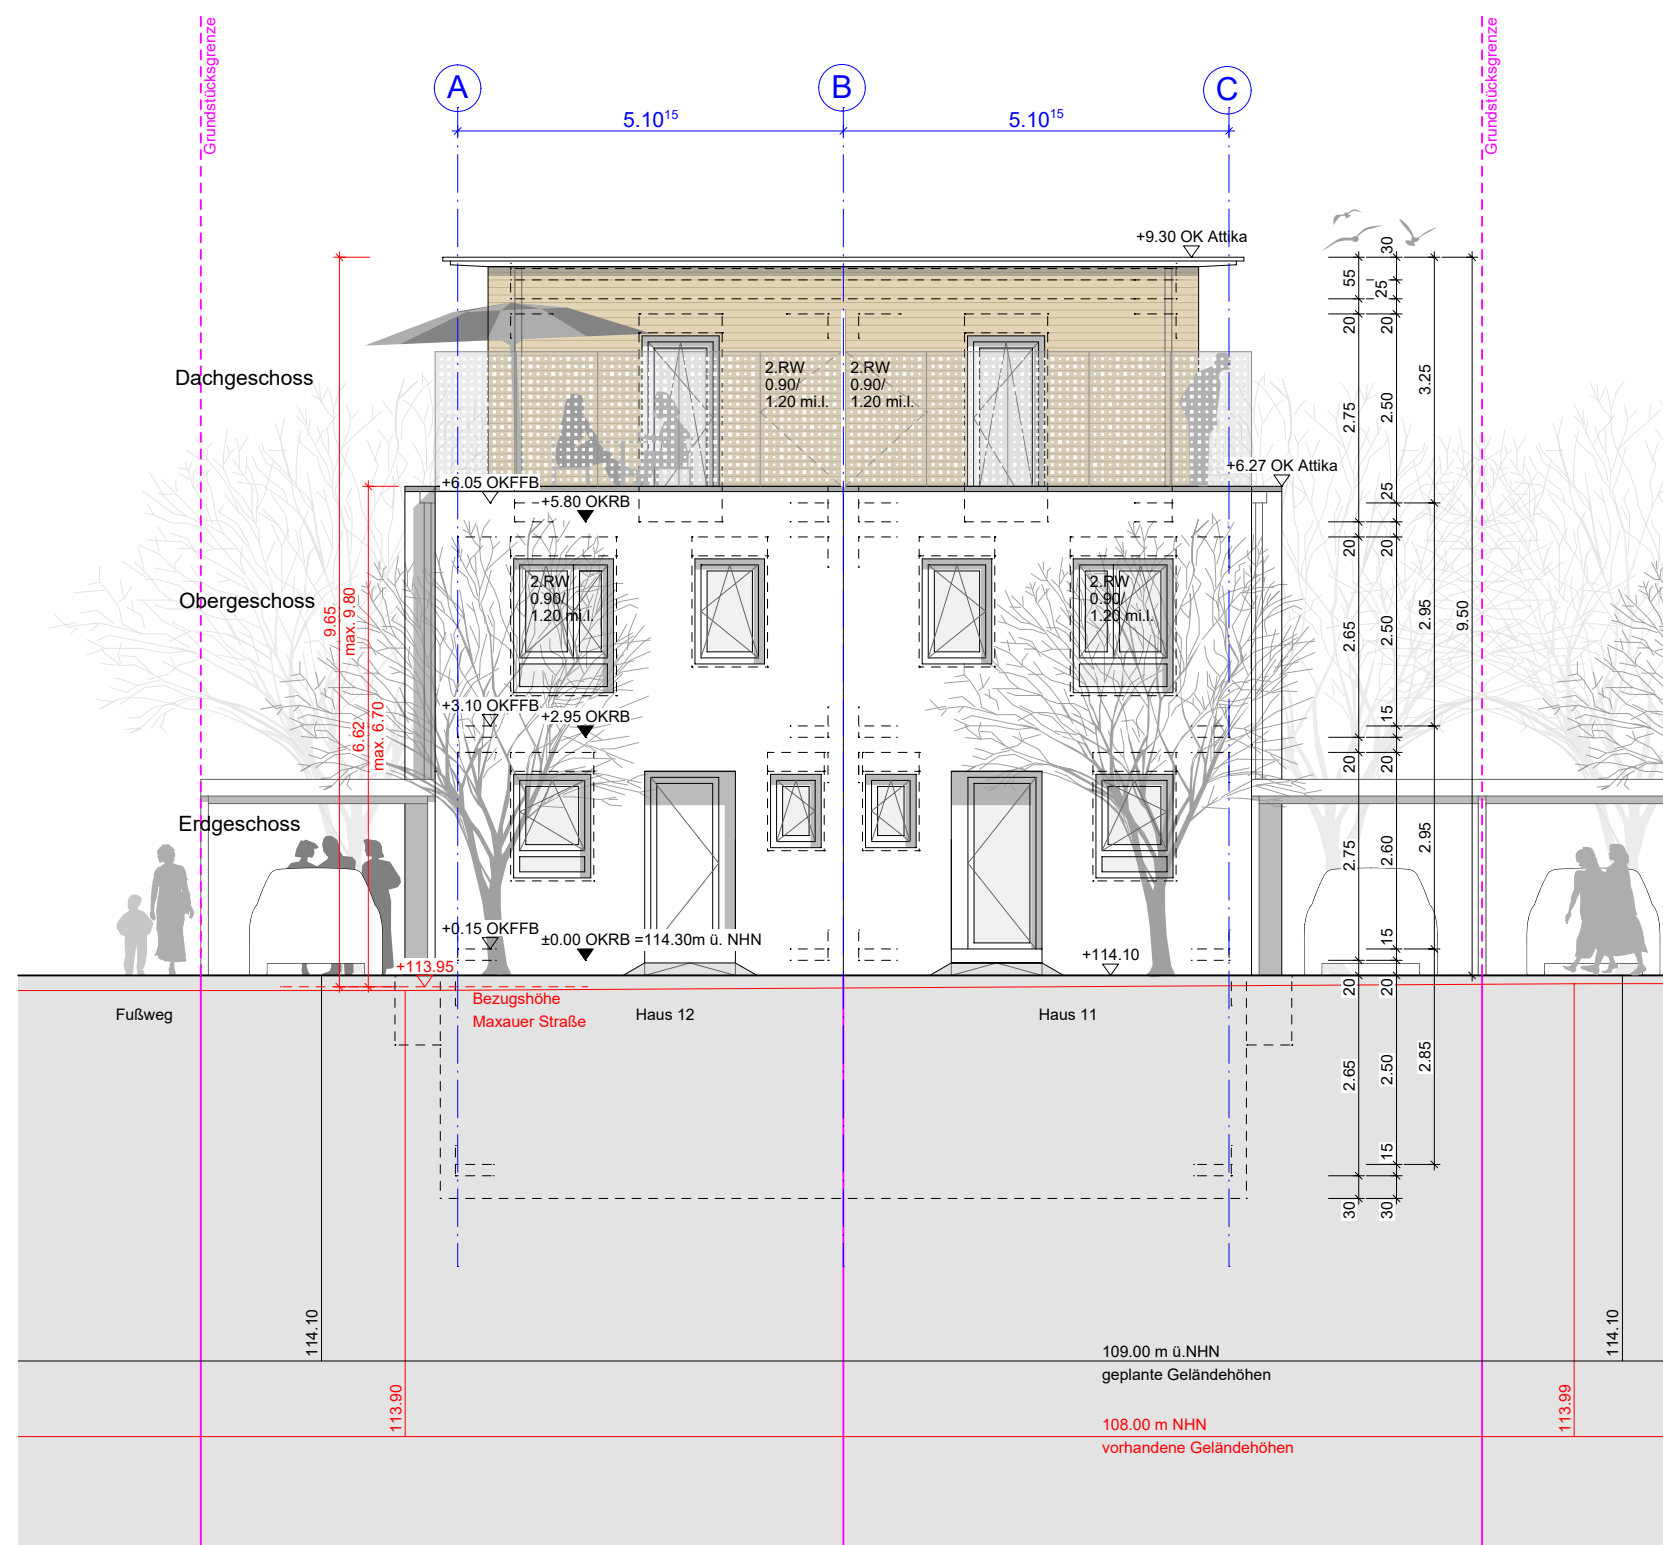 Grundstücksgrenze
Grundstücksgrenze
A
B
C
5.10¹⁵
5.10¹⁵
+9.30 OK Attika
Dachgeschoss
2.RW
0.90/
1.20 mi.l.
2.RW
0.90/
1.20 mi.l.
+6.27 OK Attika
+6.05 OKFFB
+5.80 OKRB
Obergeschoss
2.RW
0.90/
1.20 mi.l.
2.RW
0.90/
1.20 mi.l.
9.65
max. 9.80
6.62
max. 6.70
+3.10 OKFFB
+2.95 OKRB
Erdgeschoss
+0.15 OKFFB
±0.00 OKRB =114.30m ü. NHN
+114.10
+113.95
Bezugshöhe
Maxauer Straße
Fußweg
Haus 12
Haus 11
55
20
2.75
20
2.65
20
2.75
20
2.65
30
30
25
20
2.50
25
20
2.50
15
20
2.60
15
20
2.50
15
30
3.25
2.95
2.95
2.85
9.50
114.10
114.10
109.00 m ü.NHN
geplante Geländehöhen
113.90
113.99
108.00 m NHN
vorhandene Geländehöhen